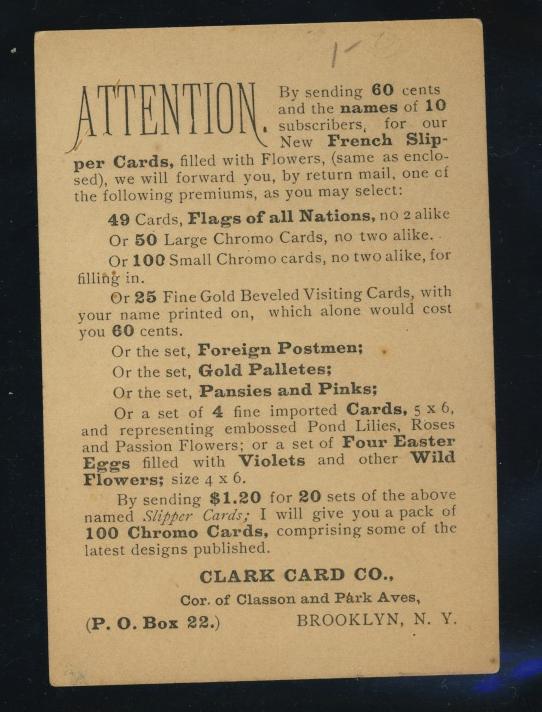 1-
ATTENTION. By sending 60 cents
and the names of 10
subscribers, for our
New French Slip-
per Cards, filled with Flowers, (same as enclo-
sed), we will forward you, by return mail, one of
the following premiums, as you may select:
49 Cards, Flags of all Nations, no 2 alike
Or 50 Large Chromo Cards, no two alike.
Or 100 Small Chromo cards, no two alike, for
filling in.
Or 25 Fine Gold Beveled Visiting Cards, with
your name printed on, which alone would cost
you 60 cents.
Or the set, Foreign Postmen;
Or the set, Gold Palletes;
Or the set, Pansies and Pinks;
Or a set of 4 fine imported Cards, 5 x 6,
and representing embossed Pond Lilies, Roses
and Passion Flowers; or a set of Four Easter
Eggs filled with Violets and other Wild
Flowers; size 4 x 6.
By sending $1.20 for 20 sets of the above
named Slipper Cards; I will give you a pack of
100 Chromo Cards, comprising some of the
latest designs published.
CLARK CARD CO.,
Cor. of Classon and Park Aves,
(P. O. Box 22.) BROOKLYN, N. Y.